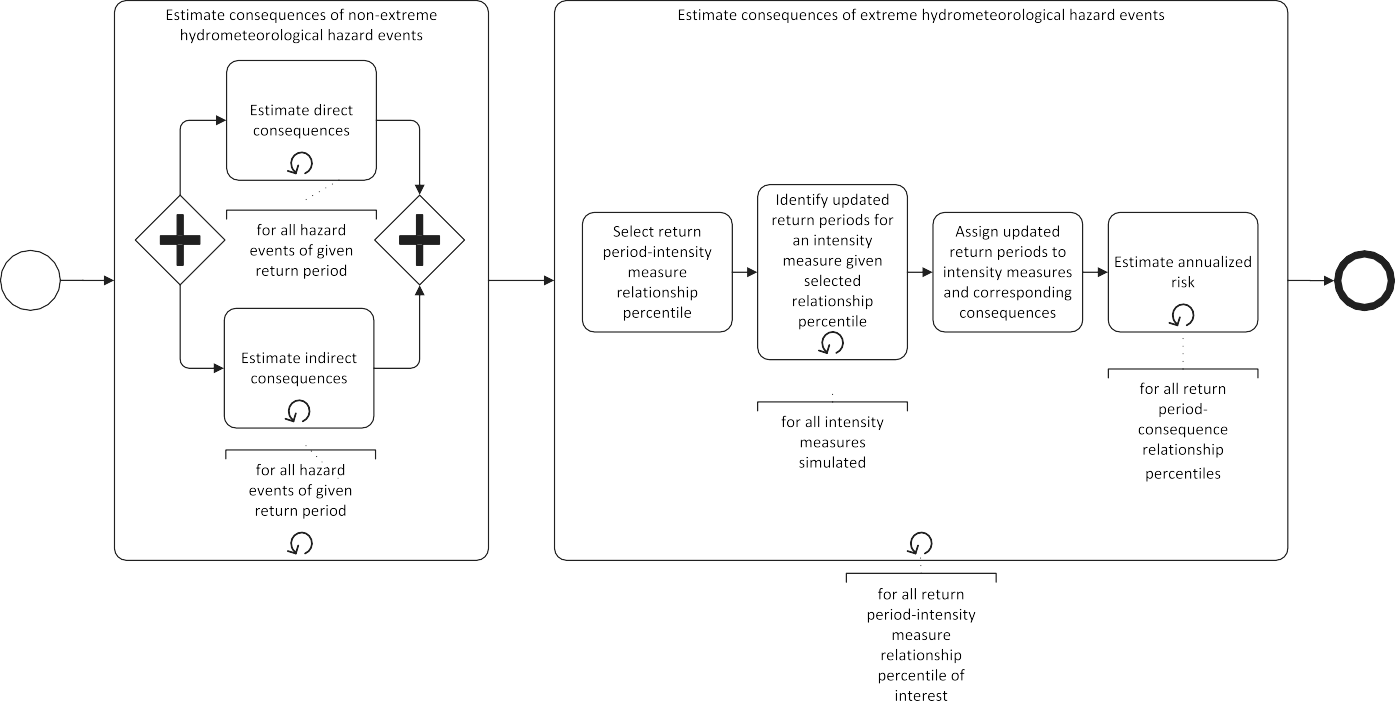 Estimate consequences of non-extreme
hydrometeorological hazard events
Estimate direct
consequences
for all hazard
events of given
return period
Estimate indirect
consequences
for all hazard
events of given
return period
Estimate consequences of extreme hydrometeorological hazard events
Select return
period-intensity
measure
relationship
percentile
Identify updated
return periods for
an intensity
measure given
selected
relationship
percentile
for all intensity
measures
simulated
Assign updated
return periods to
intensity measures
and corresponding
consequences
Estimate annualized
risk
for all return
period-
consequence
relationship
percentiles
for all return
period-intensity
measure
relationship
percentile of
interest